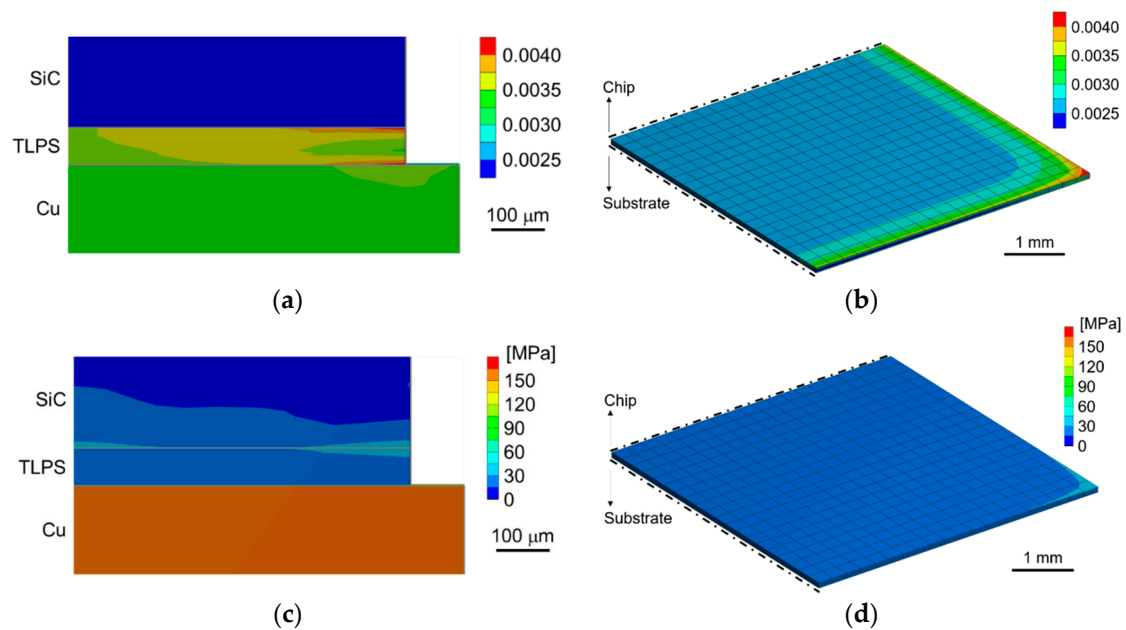 SiC
TLPS
Cu
0.0040
0.0035
0.0030
0.0025
100 μm
(a)
Chip
Substrate
0.0040
0.0035
0.0030
0.0025
1 mm
(b)
SiC
TLPS
Cu
[MPa]
150
120
90
60
30
0
100 μm
(c)
Chip
Substrate
[MPa]
150
120
90
60
30
0
1 mm
(d)